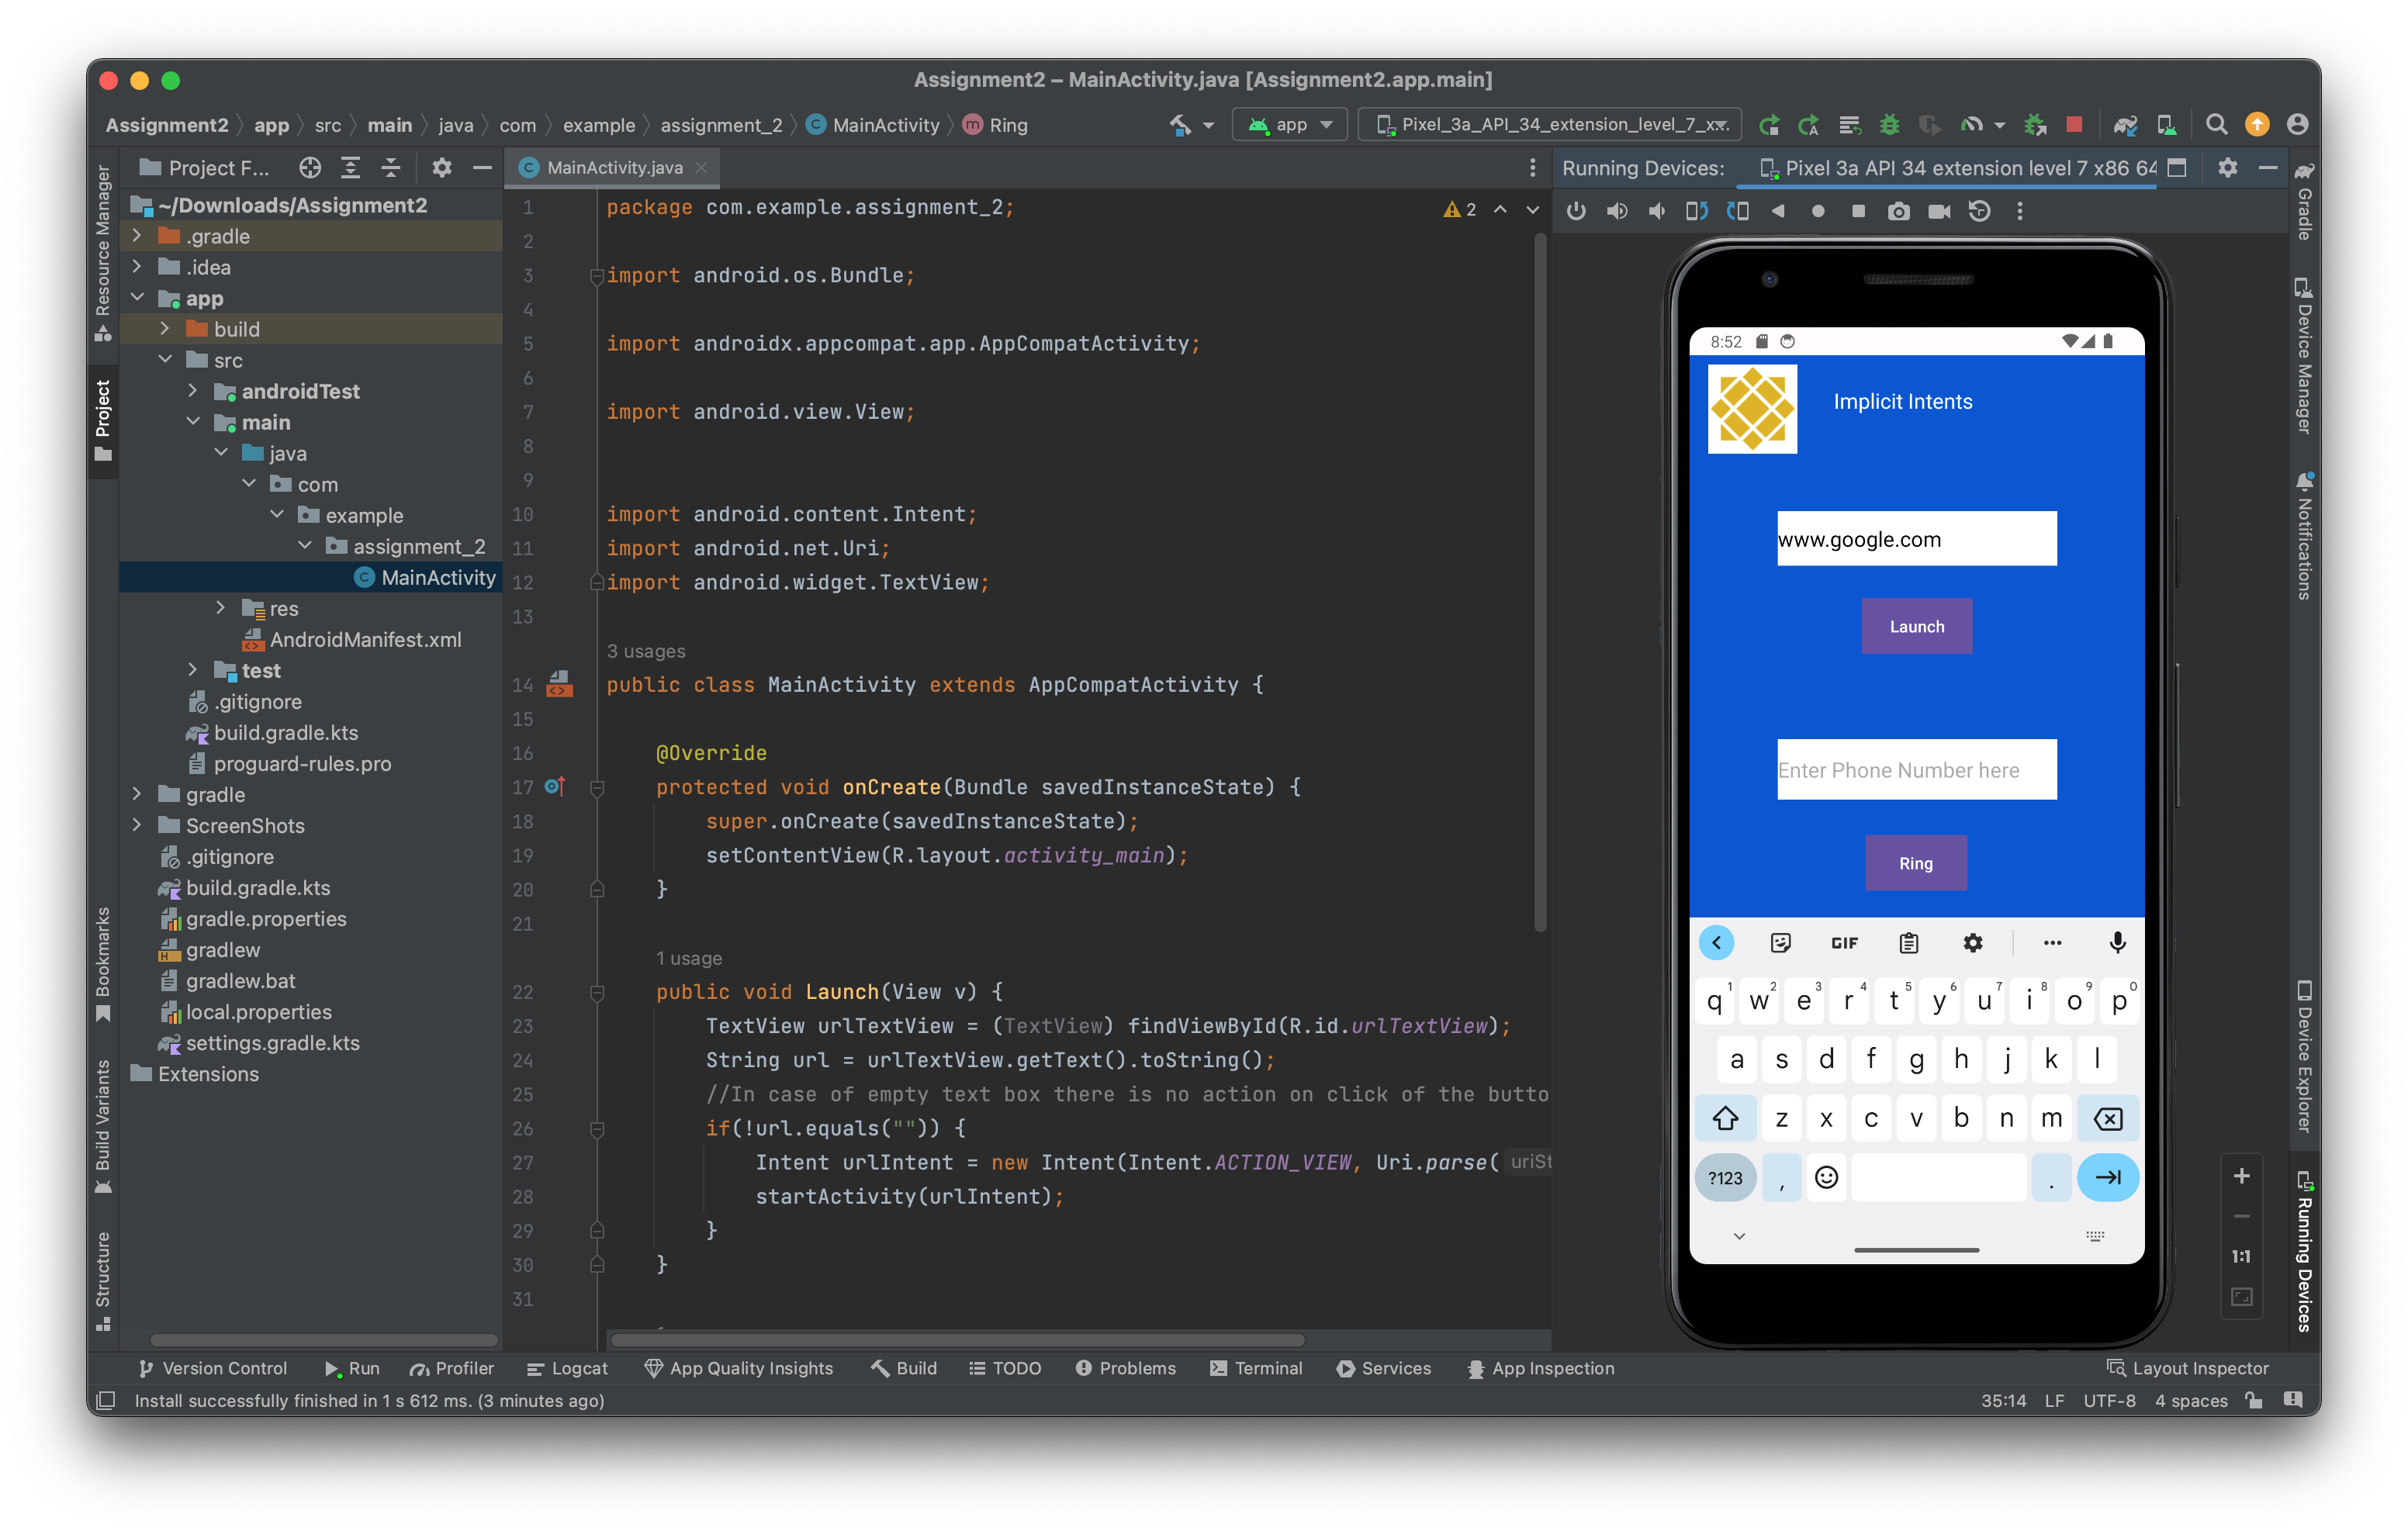 Assignment2 – MainActivity.java [Assignment2.app.main]
Assignment2 app src main java com example assignment_2 MainActivity Ring
app
Pixel_3a_API_34_extension_level_7_x...
Project F...
MainActivity.java
Running Devices:
Pixel 3a API 34 extension level 7 x86 64
Resource Manager
Project
Bookmarks
Build Variants
Structure
~/Downloads/Assignment2
.gradle
.idea
app
build
src
androidTest
main
java
com
example
assignment_2
MainActivity
res
AndroidManifest.xml
test
.gitignore
build.gradle.kts
proguard-rules.pro
gradle
ScreenShots
.gitignore
build.gradle.kts
gradle.properties
gradlew
gradlew.bat
local.properties
settings.gradle.kts
Extensions
2
1 package com.example.assignment_2;
2
3 import android.os.Bundle;
4
5 import androidx.appcompat.app.AppCompatActivity;
6
7 import android.view.View;
8
9
10 import android.content.Intent;
11 import android.net.Uri;
12 import android.widget.TextView;
13
3 usages
14 public class MainActivity extends AppCompatActivity {
15
16 @Override
17 protected void onCreate(Bundle savedInstanceState) {
18 super.onCreate(savedInstanceState);
19 setContentView(R.layout.activity_main);
20 }
21
1 usage
22 public void Launch(View v) {
23 TextView urlTextView = (TextView) findViewById(R.id.urlTextView);
24 String url = urlTextView.getText().toString();
25 //In case of empty text box there is no action on click of the butto
26 if(!url.equals("")) {
27 Intent urlIntent = new Intent(Intent.ACTION_VIEW, Uri.parse( uriSt
28 startActivity(urlIntent);
29 }
30 }
31
8:52
Implicit Intents
www.google.com
Launch
Enter Phone Number here
Ring
GIF
q1 w2 e3 r4 t5 y6 u7 i8 o9 p0
a s d f g h j k l
z x c v b n m
?123 , .
1:1
Gradle
Device Manager
Notifications
Device Explorer
Running Devices
Version Control Run Profiler Logcat App Quality Insights Build TODO Problems Terminal Services App Inspection Layout Inspector
Install successfully finished in 1 s 612 ms. (3 minutes ago)
35:14 LF UTF-8 4 spaces